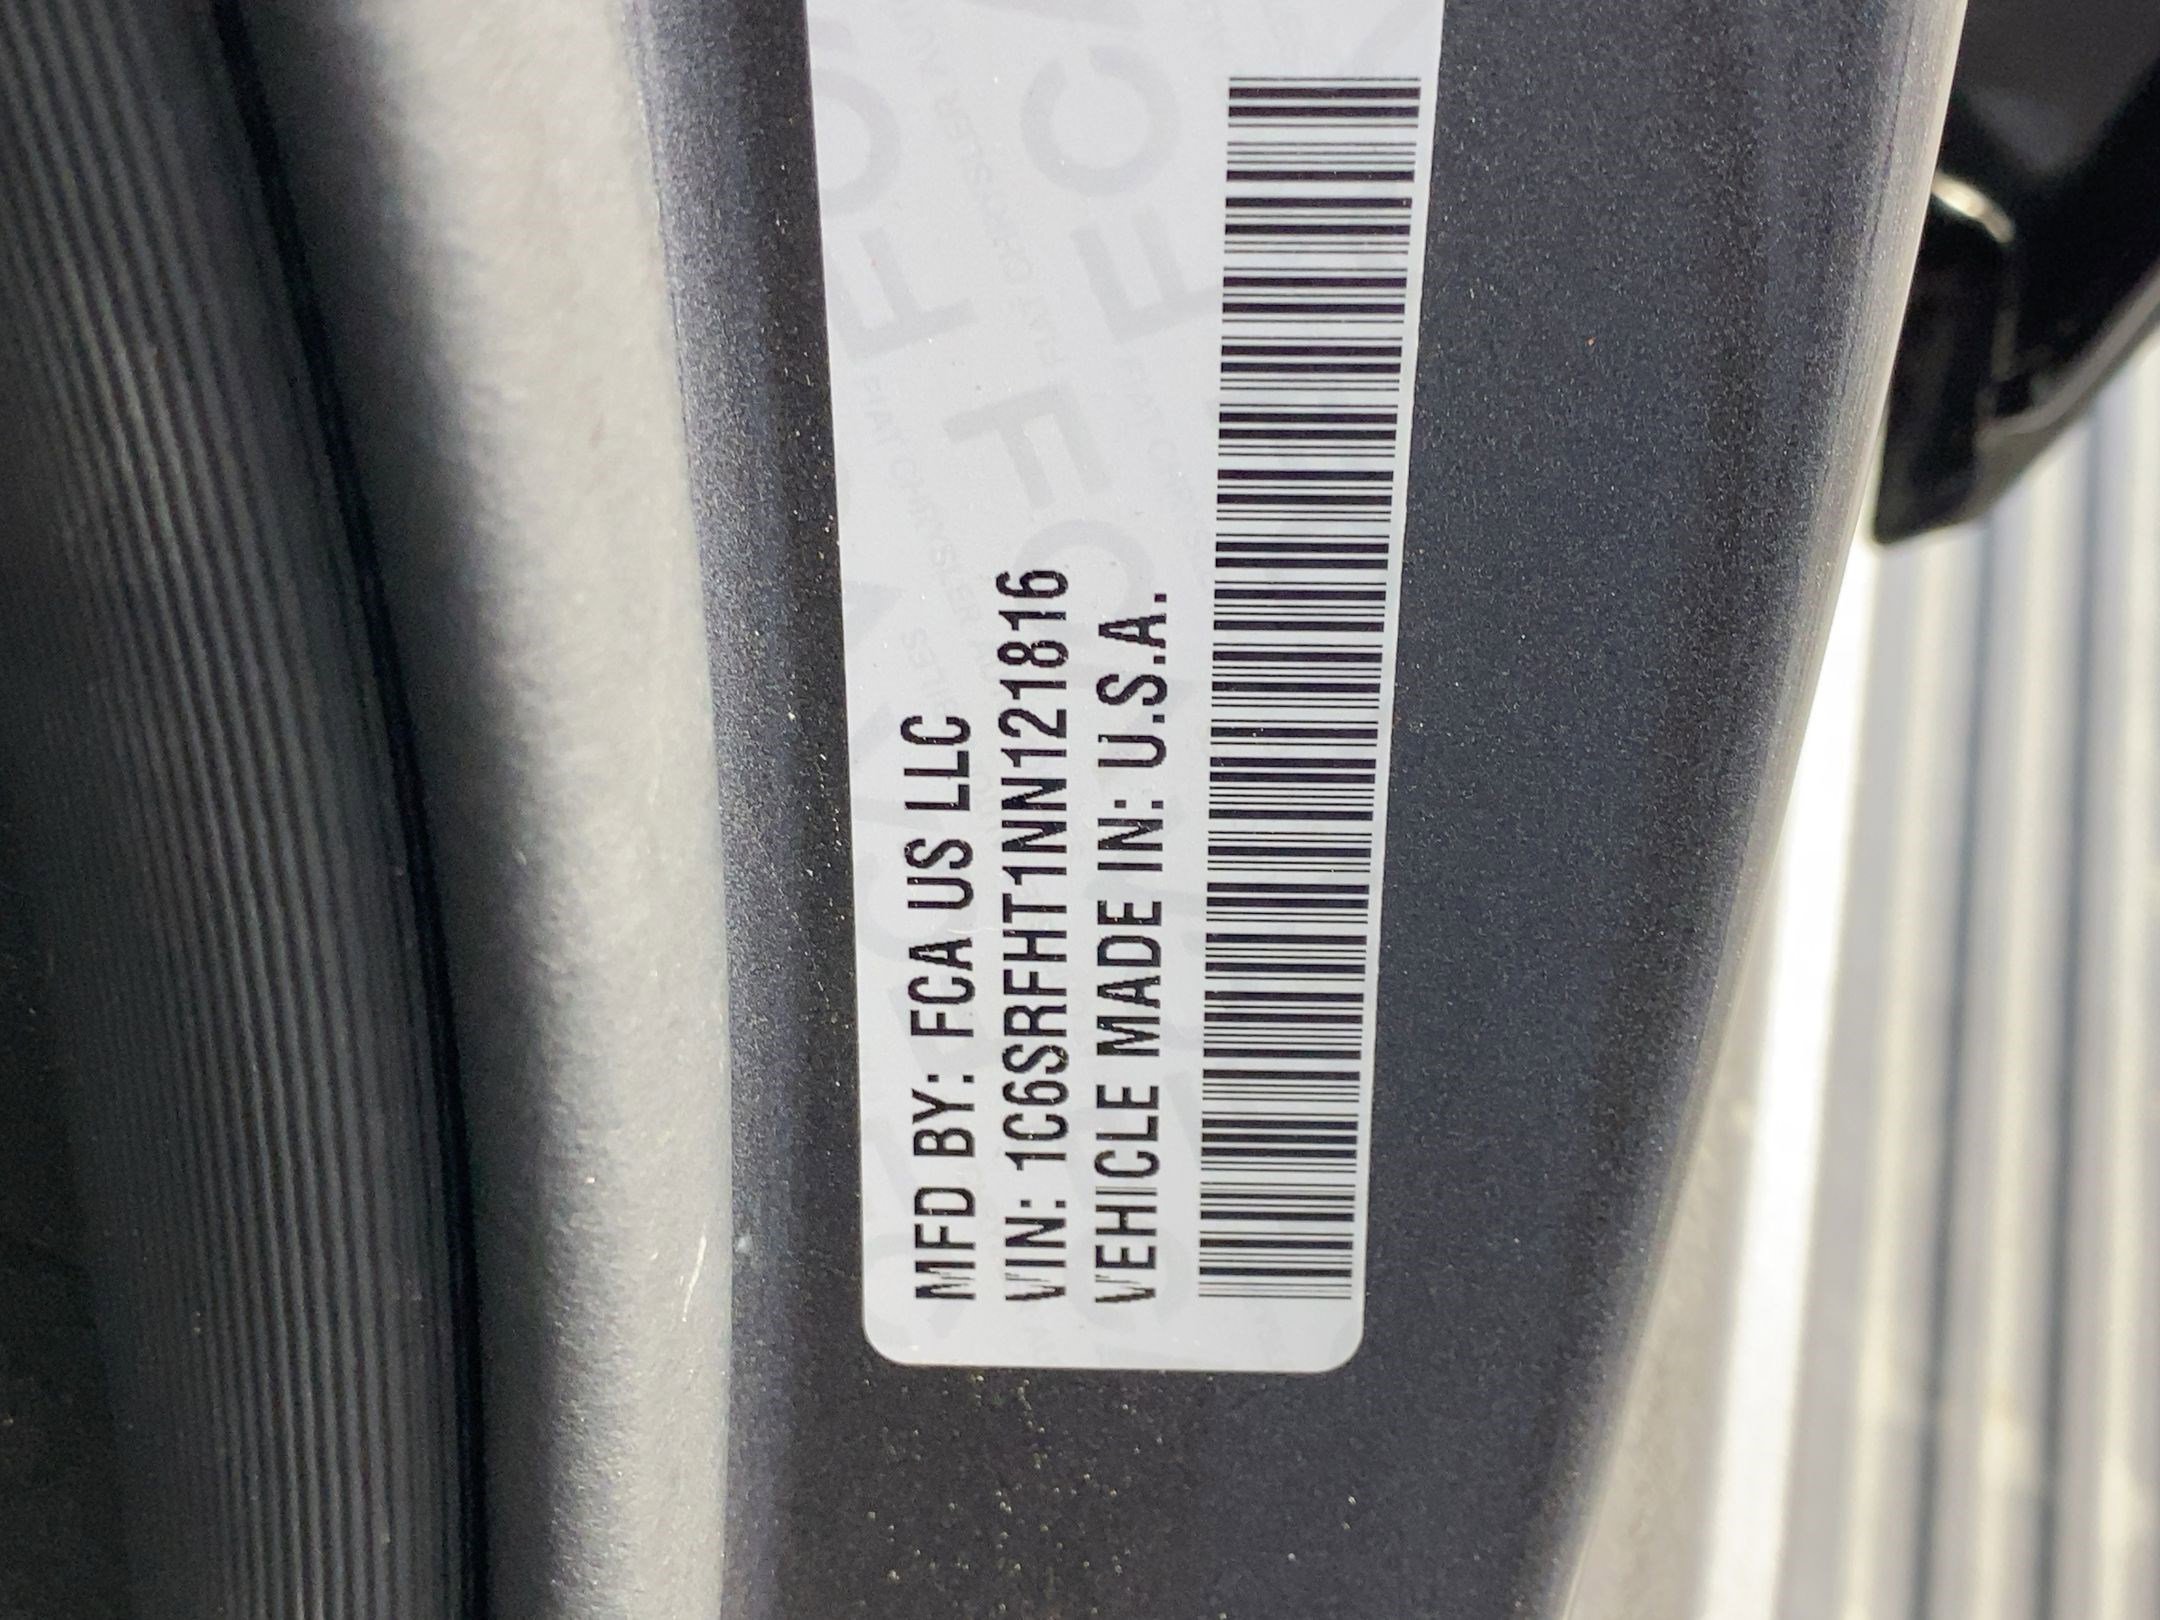 MFD BY: FCA US LLC
VIN: 1C6SRFHT1NN121816
VEHICLE MADE IN: U.S.A.